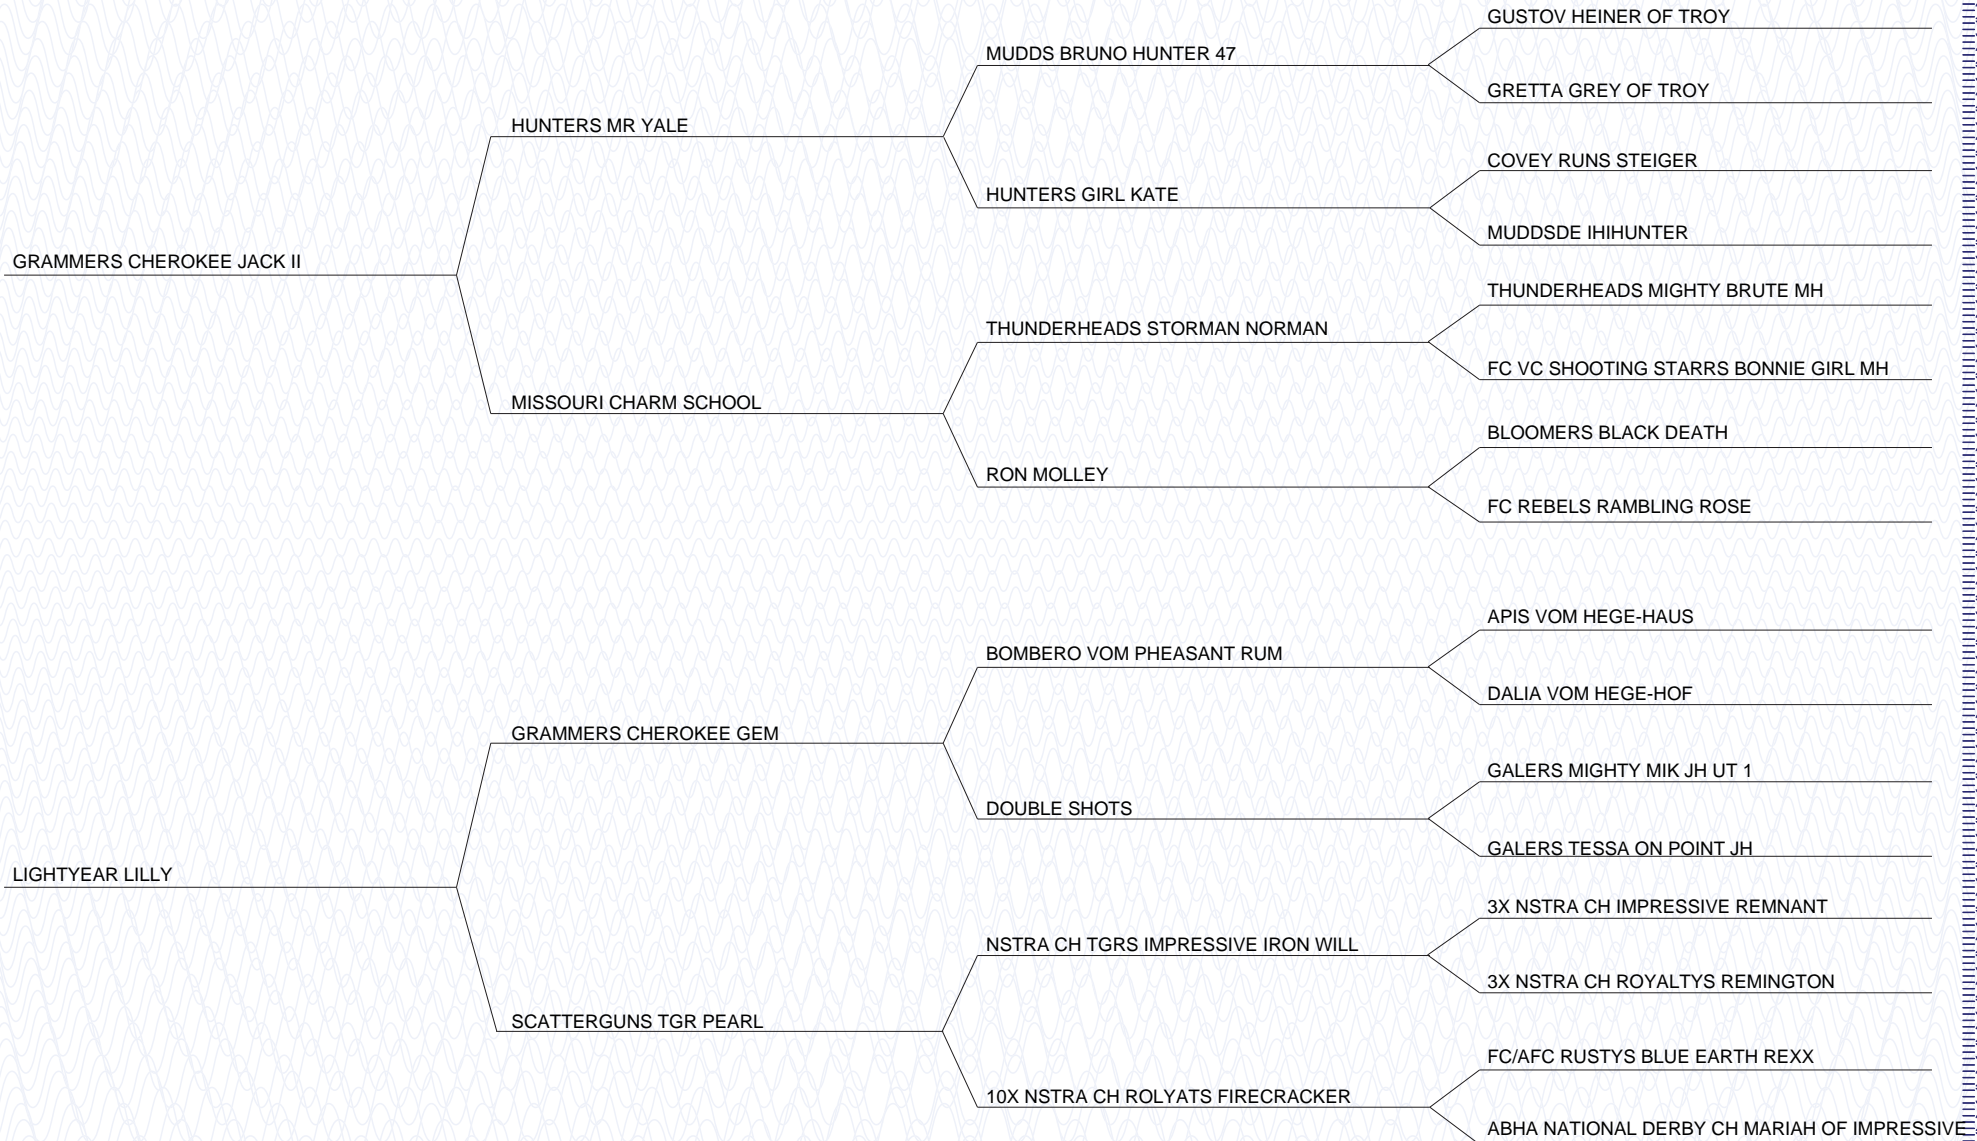 GUSTOV HEINER OF TROY
MUDDS BRUNO HUNTER 47
GRETTA GREY OF TROY
HUNTERS MR YALE
COVEY RUNS STEIGER
HUNTERS GIRL KATE
MUDDSDE IHIHUNTER
GRAMMERS CHEROKEE JACK II
THUNDERHEADS MIGHTY BRUTE MH
THUNDERHEADS STORMAN NORMAN
FC VC SHOOTING STARRS BONNIE GIRL MH
MISSOURI CHARM SCHOOL
BLOOMERS BLACK DEATH
RON MOLLEY
FC REBELS RAMBLING ROSE
APIS VOM HEGE-HAUS
BOMBERO VOM PHEASANT RUM
DALIA VOM HEGE-HOF
GRAMMERS CHEROKEE GEM
GALERS MIGHTY MIK JH UT 1
DOUBLE SHOTS
GALERS TESSA ON POINT JH
LIGHTYEAR LILLY
3X NSTRA CH IMPRESSIVE REMNANT
NSTRA CH TGRS IMPRESSIVE IRON WILL
3X NSTRA CH ROYALTYS REMINGTON
SCATTERGUNS TGR PEARL
FC/AFC RUSTYS BLUE EARTH REXX
10X NSTRA CH ROLYATS FIRECRACKER
ABHA NATIONAL DERBY CH MARIAH OF IMPRESSIVE